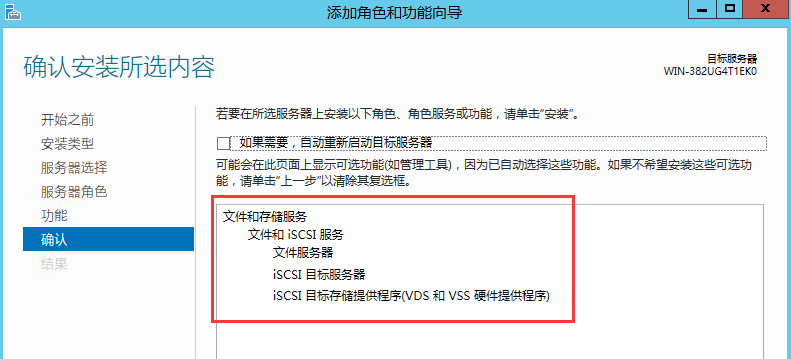 添加角色和功能向导
确认安装所选内容
目标服务器
WIN-382UG4T1EK0
开始之前
安装类型
服务器选择
服务器角色
功能
确认
结果
若要在所选服务器上安装以下角色、角色服务或功能，请单击“安装”。
如果需要，自动重新启动目标服务器
可能会在此页面上显示可选功能(如管理工具)，因为已自动选择这些功能。如果不希望安装这些可选功
能，请单击“上一步”以清除其复选框。
文件和存储服务
文件和 iSCSI 服务
文件服务器
iSCSI 目标服务器
iSCSI 目标存储提供程序(VDS 和 VSS 硬件提供程序)